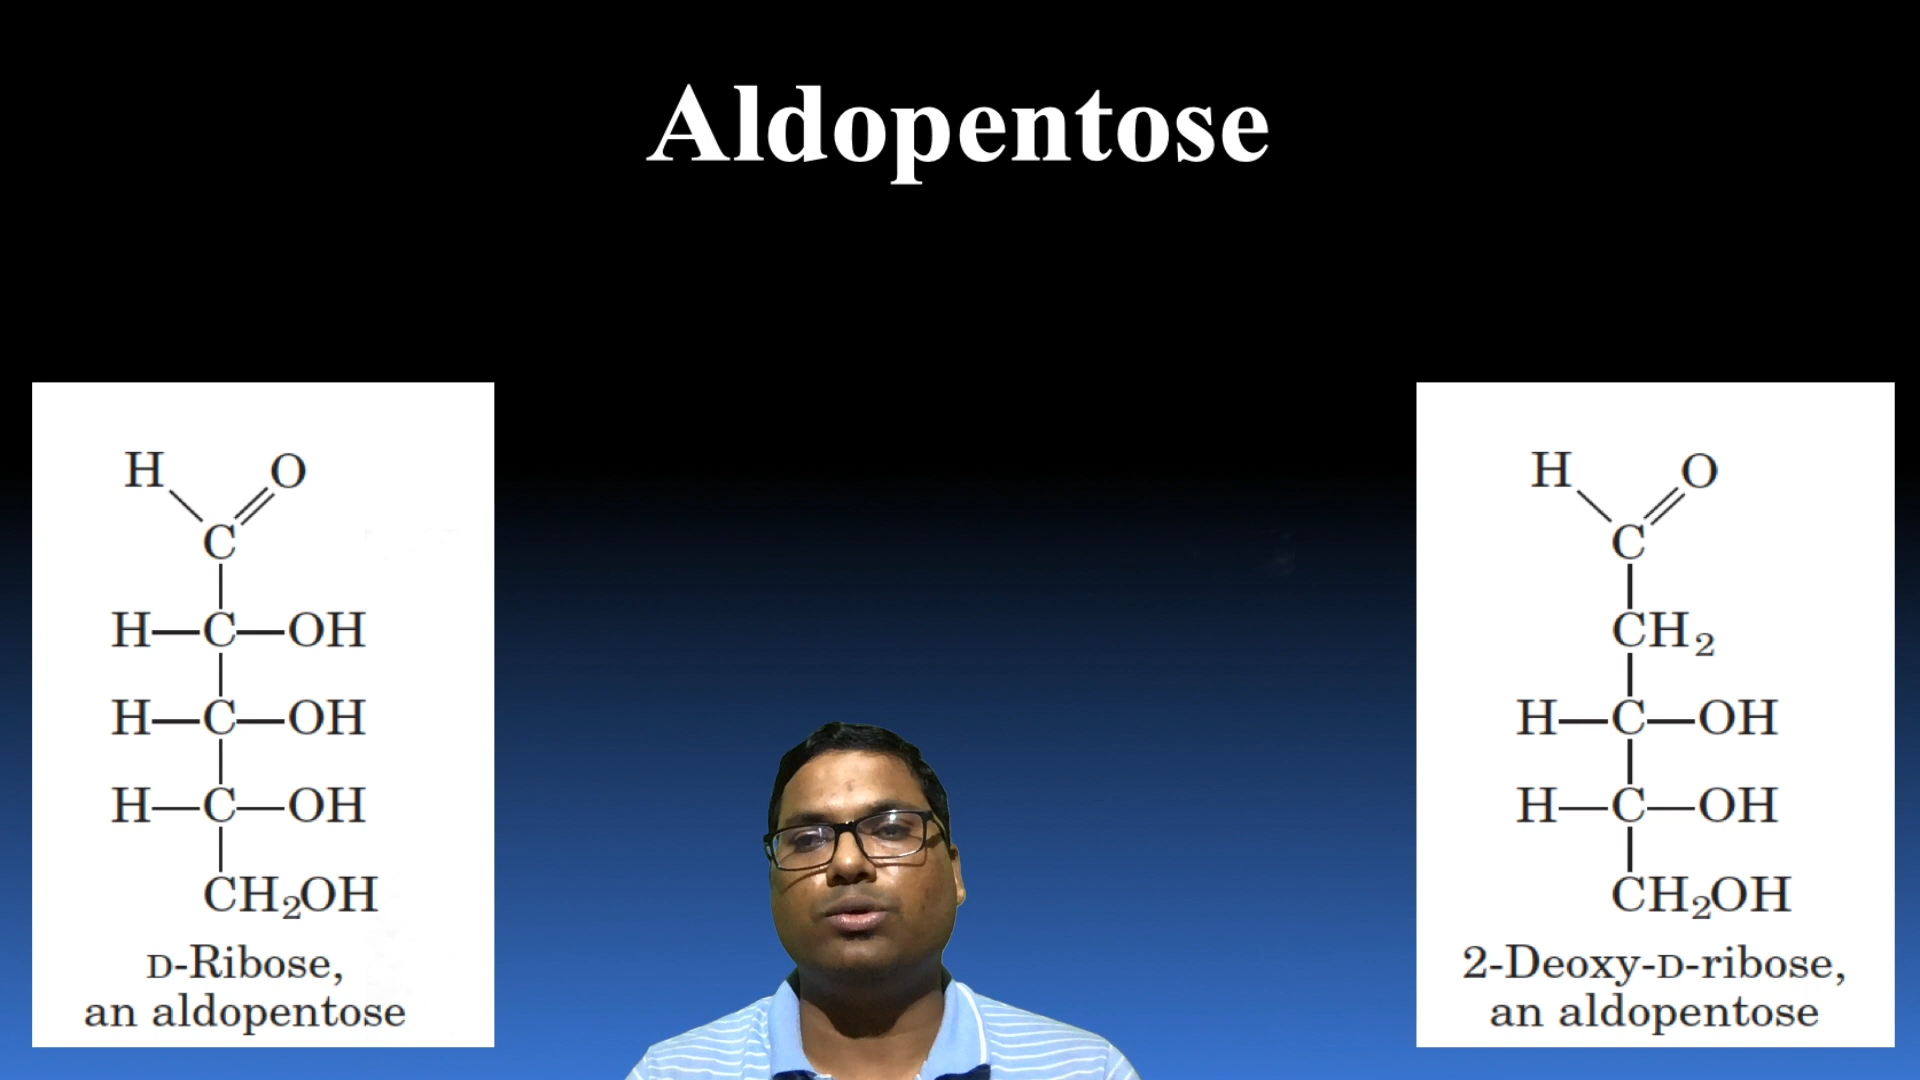 Aldopentose
H O
C
H—C—OH
H—C—OH
H—C—OH
CH₂OH
D-Ribose,
an aldopentose
H O
C
CH₂
H—C—OH
H—C—OH
CH₂OH
2-Deoxy-D-ribose,
an aldopentose